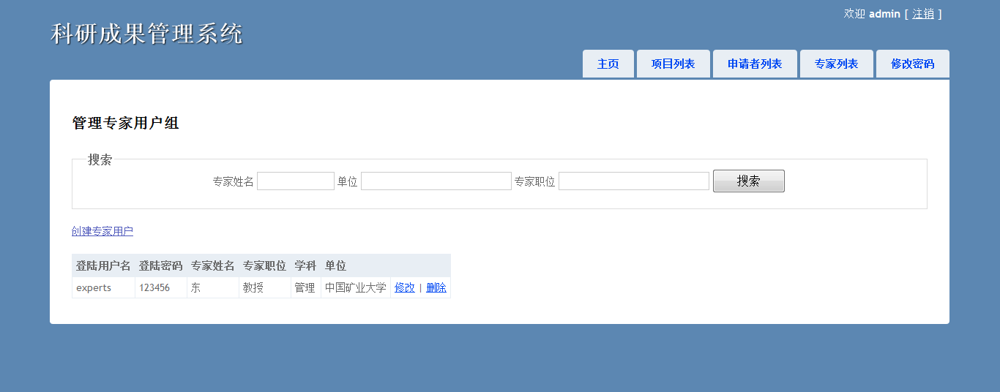 欢迎 admin [ 注销 ]
科研成果管理系统
主页 项目列表 申请者列表 专家列表 修改密码
管理专家用户组
搜索
专家姓名 单位 专家职位 搜索
创建专家用户
登陆用户名 登陆密码 专家姓名 专家职位 学科 单位
experts 123456 东 教授 管理 中国矿业大学 修改 | 删除